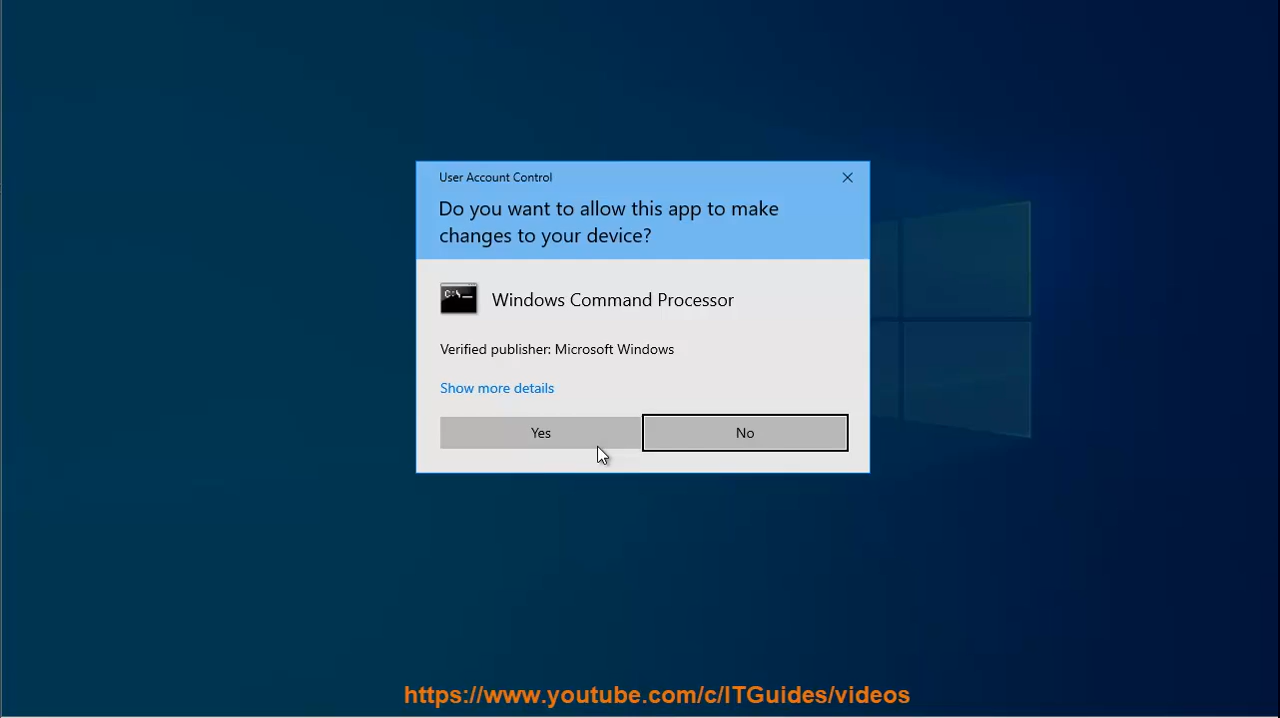 User Account Control
Do you want to allow this app to make
changes to your device?
C:\_
Windows Command Processor
Verified publisher: Microsoft Windows
Show more details
Yes
No
https://www.youtube.com/c/ITGuides/videos